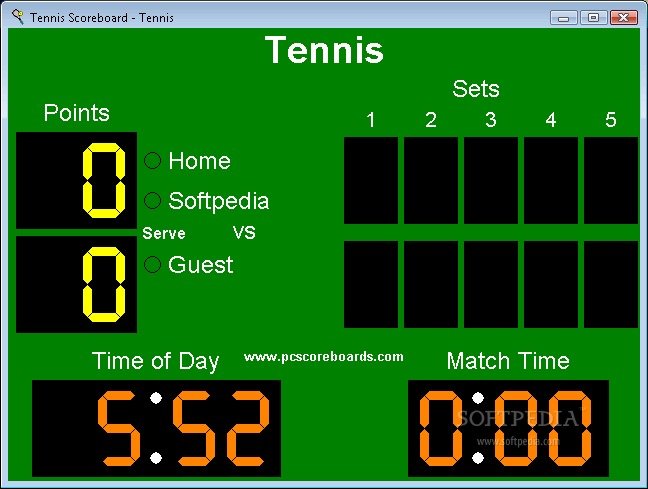 Tennis Scoreboard - Tennis
Tennis
Sets
Points
1 2 3 4 5
0
Home
Softpedia
Serve VS
0
Guest
Time of Day
www.pcscoreboards.com
Match Time
5:52
0:00
SOFTPEDIA
www.softpedia.com